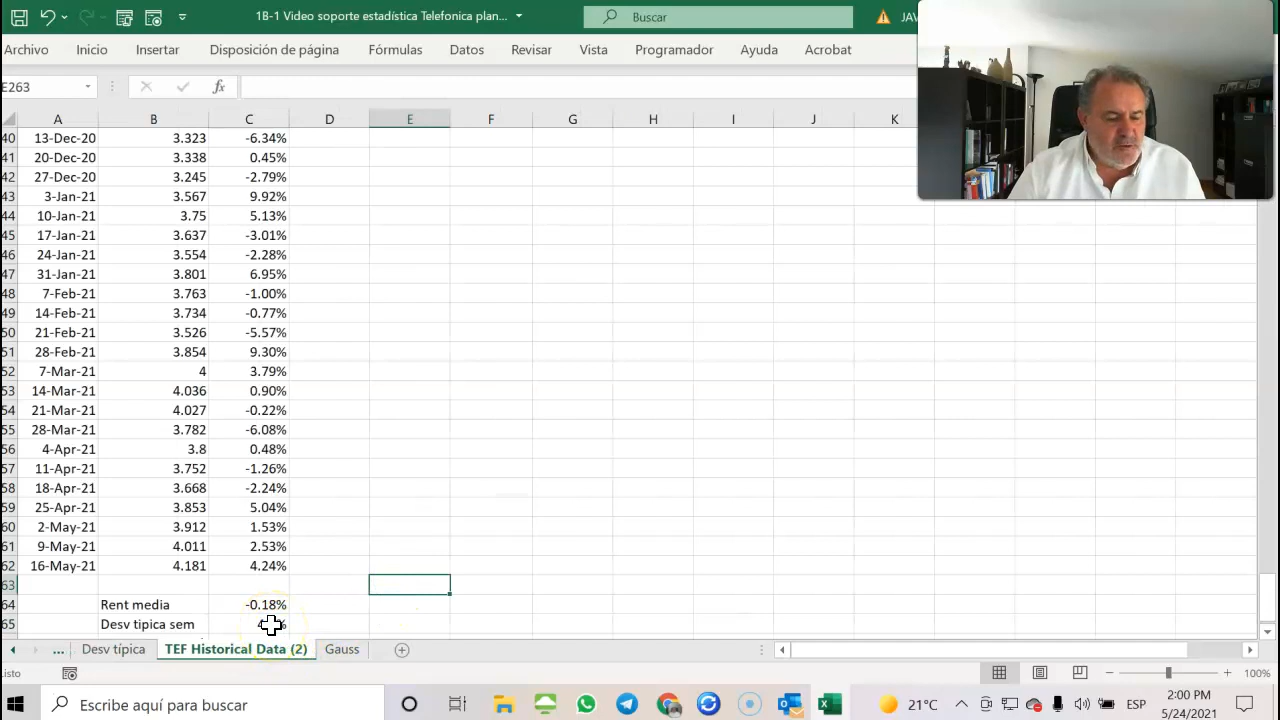 1B-1 Video soporte estadística Telefonica plan...
Buscar
Archivo Inicio Insertar Disposición de página Fórmulas Datos Revisar Vista Programador Ayuda Acrobat
E263 fx
A B C D E F G H I J K
40 13-Dec-20 3.323 -6.34%
41 20-Dec-20 3.338 0.45%
42 27-Dec-20 3.245 -2.79%
43 3-Jan-21 3.567 9.92%
44 10-Jan-21 3.75 5.13%
45 17-Jan-21 3.637 -3.01%
46 24-Jan-21 3.554 -2.28%
47 31-Jan-21 3.801 6.95%
48 7-Feb-21 3.763 -1.00%
49 14-Feb-21 3.734 -0.77%
50 21-Feb-21 3.526 -5.57%
51 28-Feb-21 3.854 9.30%
52 7-Mar-21 4 3.79%
53 14-Mar-21 4.036 0.90%
54 21-Mar-21 4.027 -0.22%
55 28-Mar-21 3.782 -6.08%
56 4-Apr-21 3.8 0.48%
57 11-Apr-21 3.752 -1.26%
58 18-Apr-21 3.668 -2.24%
59 25-Apr-21 3.853 5.04%
60 2-May-21 3.912 1.53%
61 9-May-21 4.011 2.53%
62 16-May-21 4.181 4.24%
63
64 Rent media -0.18%
65 Desv tipica sem
... Desv típica TEF Historical Data (2) Gauss
Listo 100%
Escribe aquí para buscar 21°C ESP 2:00 PM
5/24/2021